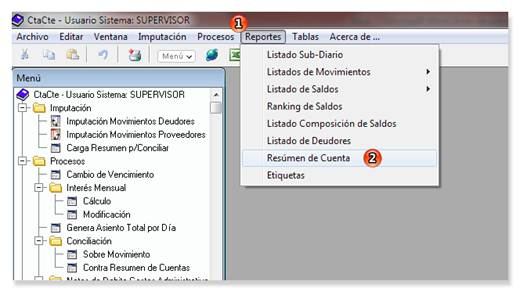 CtaCte - Usuario Sistema: SUPERVISOR
1
Archivo Editar Ventana Imputación Procesos Reportes Tablas Acerca de ...
Menú
Listado Sub-Diario
Listados de Movimientos
Listado de Saldos
Ranking de Saldos
Listado Composición de Saldos
Listado de Deudores
Resúmen de Cuenta 2
Etiquetas
Menú
CtaCte - Usuario Sistema: SUPERVISOR
Imputación
Imputación Movimientos Deudores
Imputación Movimientos Proveedores
Carga Resumen p/Conciliar
Procesos
Cambio de Vencimiento
Interés Mensual
Cálculo
Modificación
Genera Asiento Total por Día
Conciliación
Sobre Movimiento
Contra Resumen de Cuentas